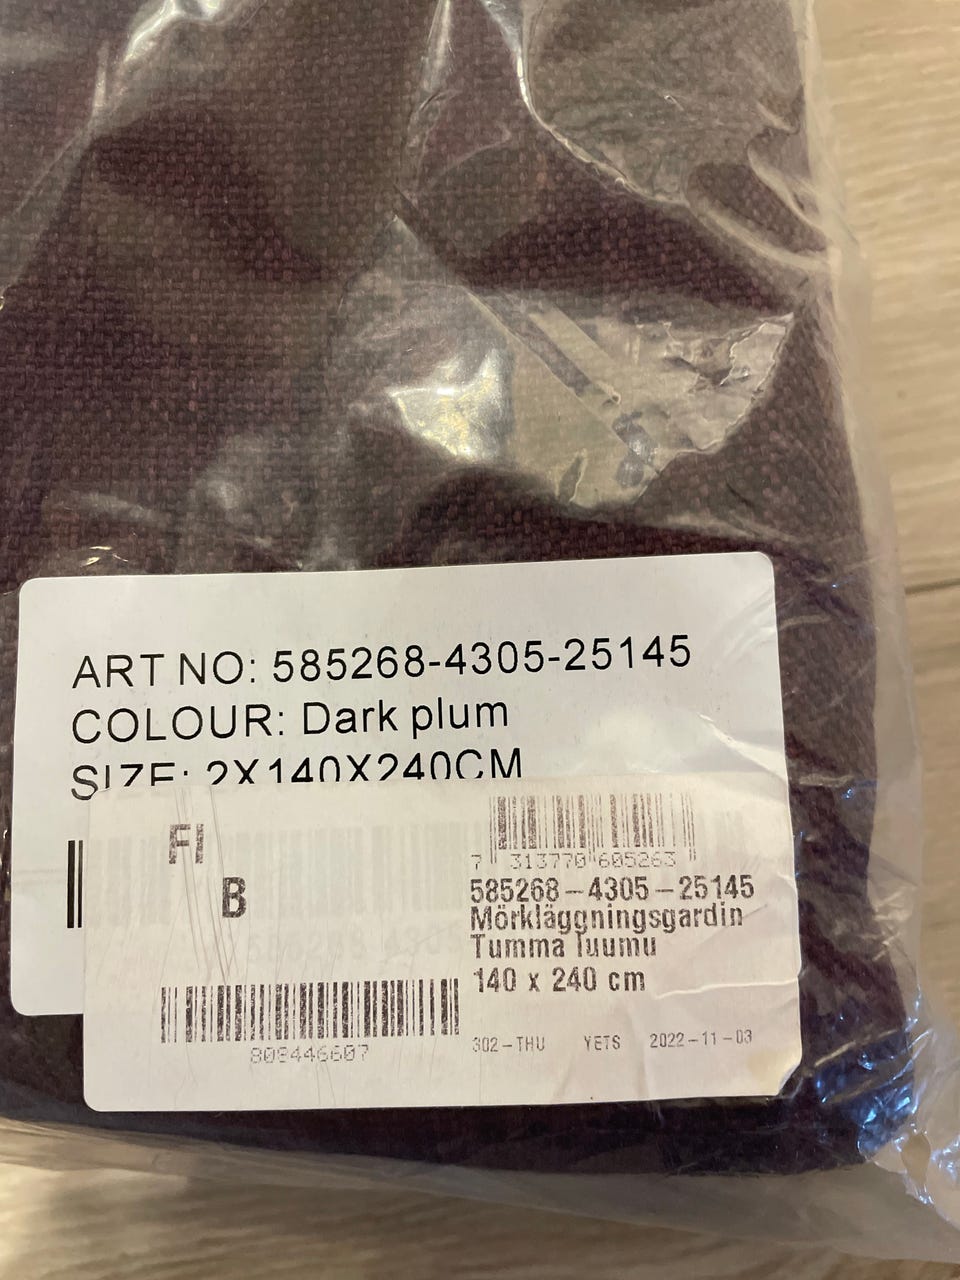 ART NO: 585268-4305-25145
COLOUR: Dark plum
SIZE: 2X140X240CM
FI
B
7 313770 605263
585268-4305-25145
Mörkläggningsgardin
Tumma luumu
140 x 240 cm
808446607
302-THU YETS 2022-11-03